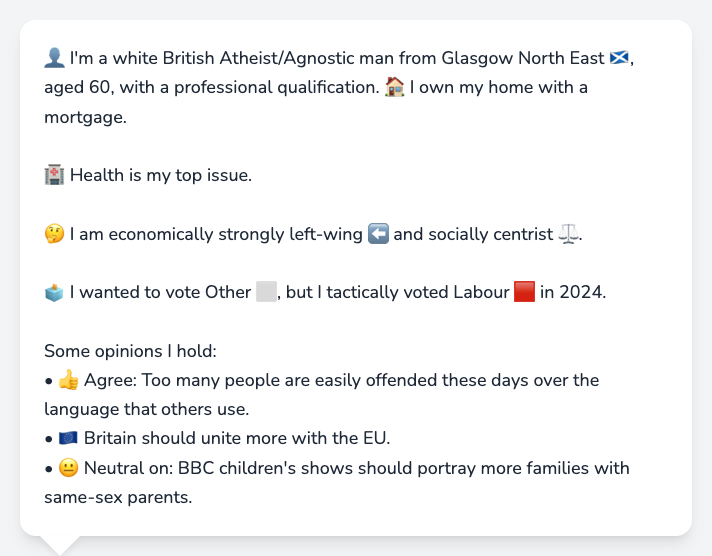 👤 I'm a white British Atheist/Agnostic man from Glasgow North East 🏴󠁧󠁢󠁳󠁣󠁴󠁿,
aged 60, with a professional qualification. 🏠 I own my home with a
mortgage.
🏥 Health is my top issue.
🤔 I am economically strongly left-wing ⬅️ and socially centrist ⚖️.
🗳️ I wanted to vote Other ⬜, but I tactically voted Labour 🟥 in 2024.
Some opinions I hold:
• 👍 Agree: Too many people are easily offended these days over the
language that others use.
• 🇪🇺 Britain should unite more with the EU.
• 😐 Neutral on: BBC children's shows should portray more families with
same-sex parents.